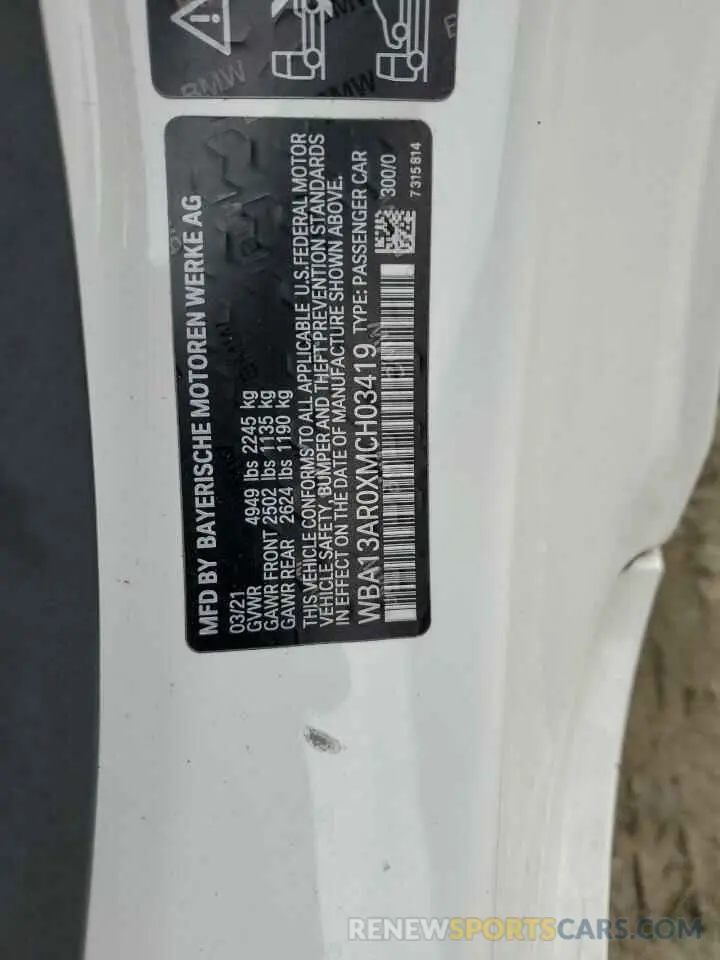 BMW
BMW
MFD BY BAYERISCHE MOTOREN WERKE AG
03/21
GVWR 4949 lbs 2245 kg
GAWR FRONT 2502 lbs 1135 kg
GAWR REAR 2624 lbs 1190 kg
THIS VEHICLE CONFORMS TO ALL APPLICABLE U.S. FEDERAL MOTOR
VEHICLE SAFETY, BUMPER AND THEFT PREVENTION STANDARDS
IN EFFECT ON THE DATE OF MANUFACTURE SHOWN ABOVE.
WBA13AR0XMCH03419 TYPE: PASSENGER CAR
300/0
7315814
RENEWSPORTSCARS.COM